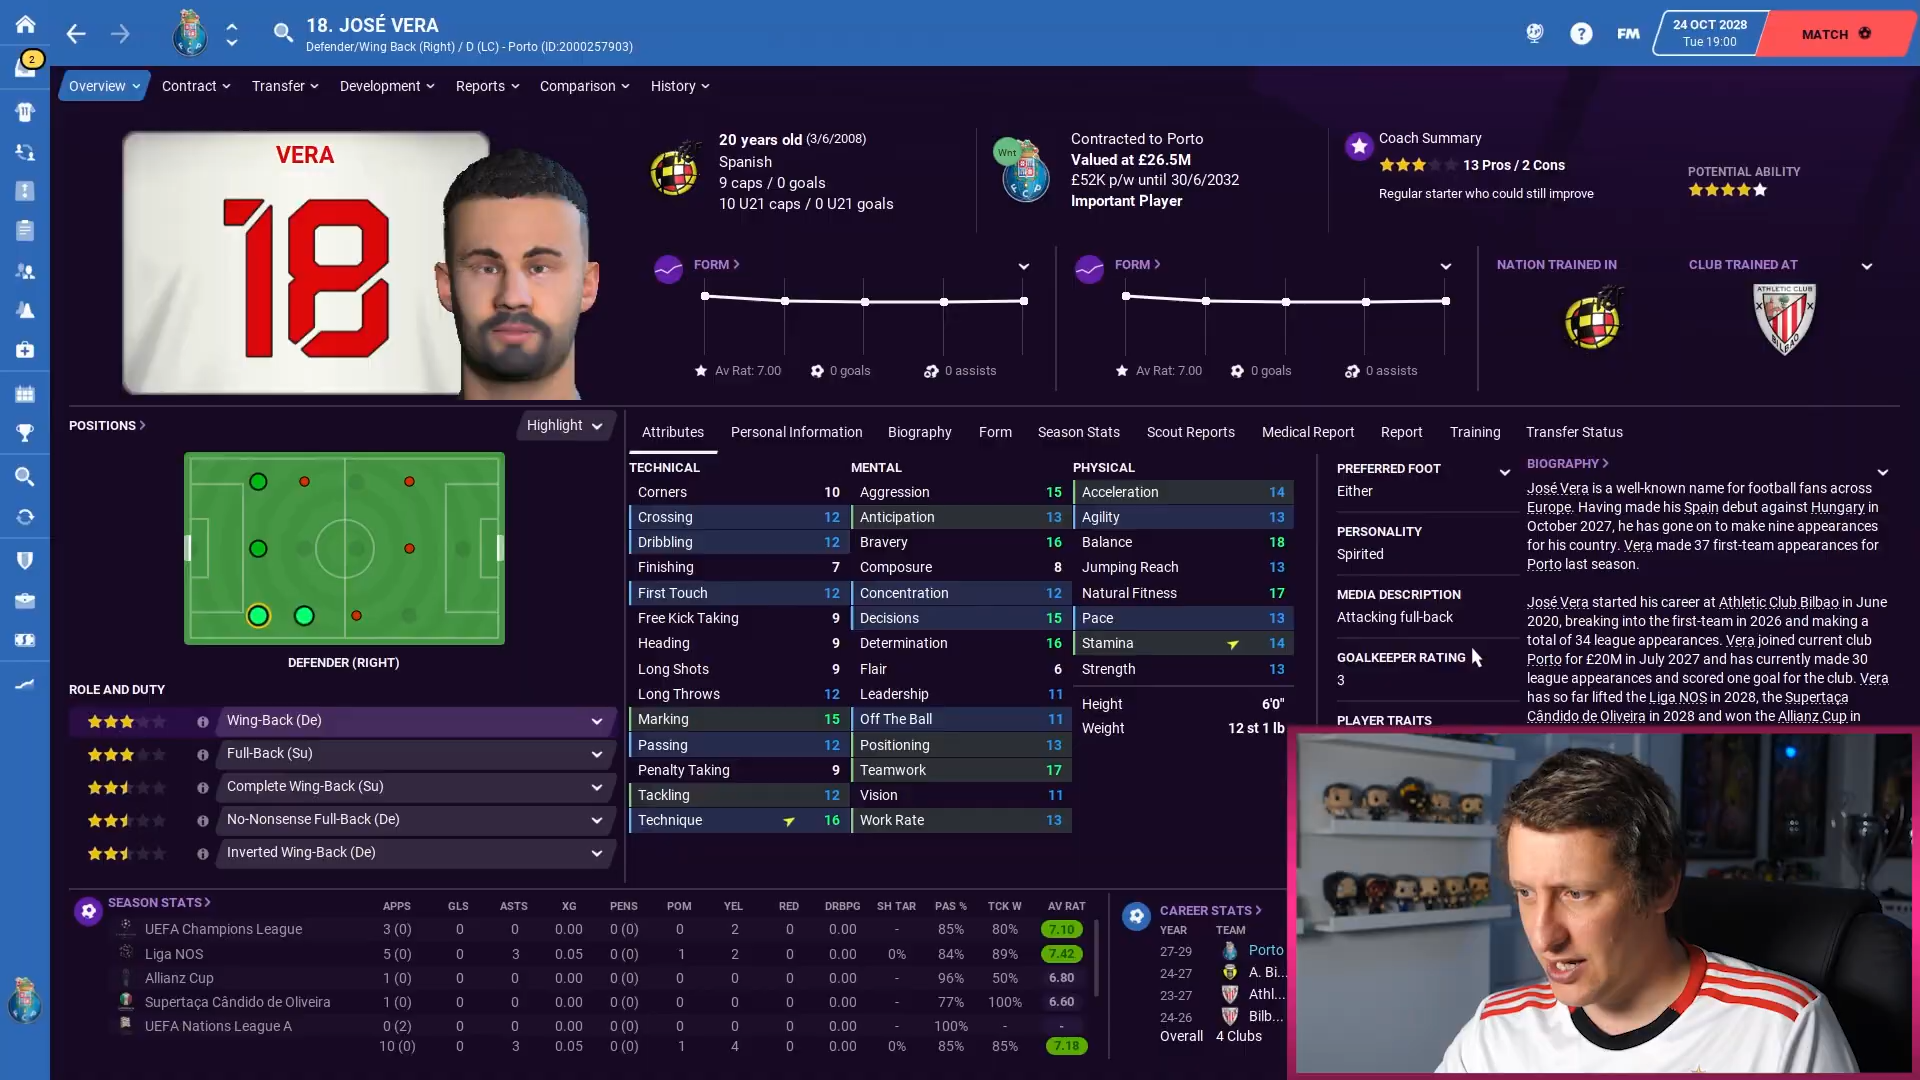 2
18. JOSÉ VERA
Defender/Wing Back (Right) / D (LC) - Porto (ID:2000257903)
?
FM
24 OCT 2028
Tue 19:00
MATCH
Overview
Contract
Transfer
Development
Reports
Comparison
History
VERA
18
20 years old (3/6/2008)
Spanish
9 caps / 0 goals
10 U21 caps / 0 U21 goals
Wnt
Contracted to Porto
Valued at £26.5M
£52K p/w until 30/6/2032
Important Player
Coach Summary
13 Pros / 2 Cons
Regular starter who could still improve
POTENTIAL ABILITY
FORM >
Av Rat: 7.00
0 goals
0 assists
FORM >
Av Rat: 7.00
0 goals
0 assists
NATION TRAINED IN
CLUB TRAINED AT
ATHLETIC CLUB
BILBAO
POSITIONS >
Highlight
DEFENDER (RIGHT)
ROLE AND DUTY
Wing-Back (De)
Full-Back (Su)
Complete Wing-Back (Su)
No-Nonsense Full-Back (De)
Inverted Wing-Back (De)
Attributes
Personal Information
Biography
Form
Season Stats
Scout Reports
Medical Report
Report
Training
Transfer Status
TECHNICAL
Corners 10
Crossing 12
Dribbling 12
Finishing 7
First Touch 12
Free Kick Taking 9
Heading 9
Long Shots 9
Long Throws 12
Marking 15
Passing 12
Penalty Taking 9
Tackling 12
Technique 16
MENTAL
Aggression 15
Anticipation 13
Bravery 16
Composure 8
Concentration 12
Decisions 15
Determination 16
Flair 6
Leadership 11
Off The Ball 11
Positioning 13
Teamwork 17
Vision 11
Work Rate 13
PHYSICAL
Acceleration 14
Agility 13
Balance 18
Jumping Reach 13
Natural Fitness 17
Pace 13
Stamina 14
Strength 13
Height 6'0"
Weight 12 st 1 lb
PREFERRED FOOT
Either
PERSONALITY
Spirited
MEDIA DESCRIPTION
Attacking full-back
GOALKEEPER RATING
3
PLAYER TRAITS
BIOGRAPHY >
José Vera is a well-known name for football fans across
Europe. Having made his Spain debut against Hungary in
October 2027, he has gone on to make nine appearances
for his country. Vera made 37 first-team appearances for
Porto last season.
José Vera started his career at Athletic Club Bilbao in June
2020, breaking into the first-team in 2026 and making a
total of 34 league appearances. Vera joined current club
Porto for £20M in July 2027 and has currently made 30
league appearances and scored one goal for the club. Vera
has so far lifted the Liga NOS in 2028, the Supertaça
Cândido de Oliveira in 2028 and won the Allianz Cup in
SEASON STATS > APPS GLS ASTS XG PENS POM YEL RED DRBPG SH TAR PAS % TCK W AV RAT
UEFA Champions League 3 (0) 0 0 0.00 0 (0) 0 2 0 0.00 - 85% 80% 7.10
Liga NOS 5 (0) 0 3 0.05 0 (0) 1 2 0 0.00 0% 84% 89% 7.42
Allianz Cup 1 (0) 0 0 0.00 0 (0) 0 0 0 0.00 - 96% 50% 6.80
Supertaça Cândido de Oliveira 1 (0) 0 0 0.00 0 (0) 0 0 0 0.00 - 77% 100% 6.60
UEFA Nations League A 0 (2) 0 0 0.00 0 (0) 0 0 0 0.00 - 100% - -
10 (0) 0 3 0.05 0 (0) 1 4 0 0.00 0% 85% 85% 7.18
CAREER STATS >
YEAR TEAM
27-29 Porto
24-27 A. Bi...
23-27 Athl...
24-26 Bilb...
Overall 4 Clubs